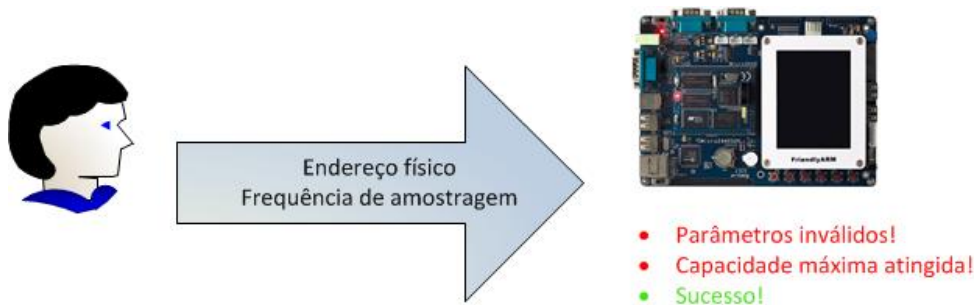 FriendlyARM
Endereço físico
Frequência de amostragem
Parâmetros inválidos!
Capacidade máxima atingida!
Sucesso!